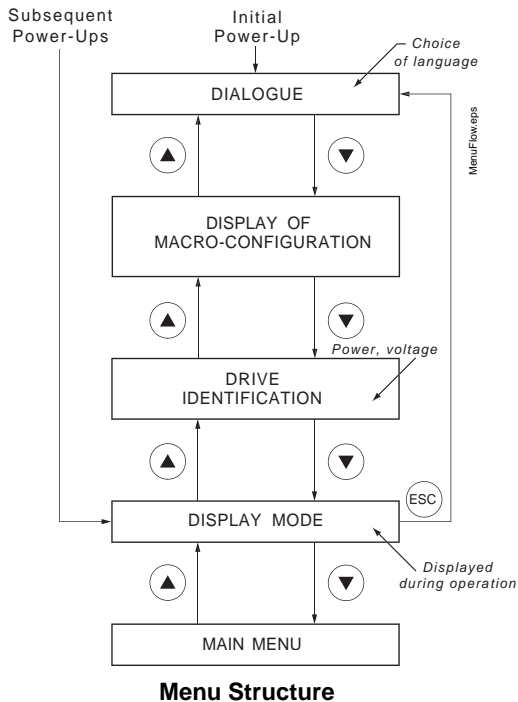 Subsequent
Power-Ups
Initial
Power-Up
Choice
of language
DIALOGUE
MenuFlow.eps
DISPLAY OF
MACRO-CONFIGURATION
Power, voltage
DRIVE
IDENTIFICATION
ESC
DISPLAY MODE
Displayed
during operation
MAIN MENU
Menu Structure